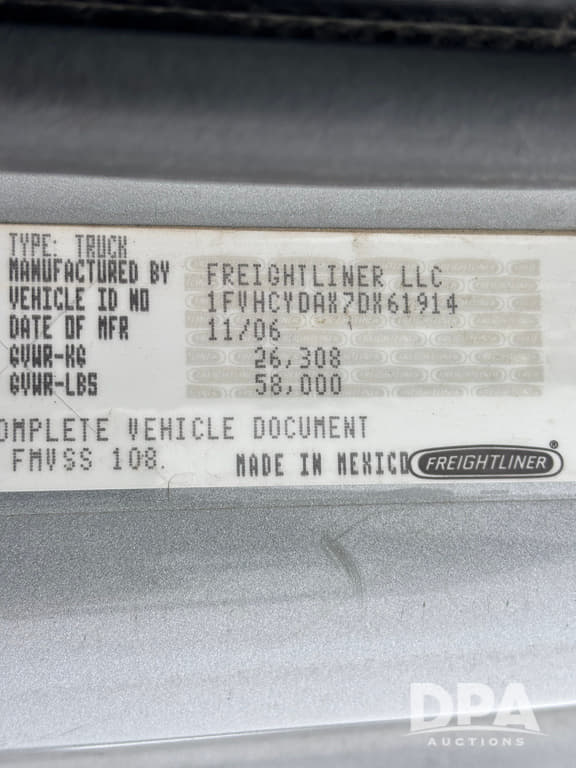 TYPE: TRUCK
MANUFACTURED BY FREIGHTLINER LLC
VEHICLE ID NO 1FVHCYDAX7DX61914
DATE OF MFR 11/06
GVWR-KG 26,308
GVWR-LBS 58,000
OMPLETE VEHICLE DOCUMENT
FMVSS 108. MADE IN MEXICO FREIGHTLINER®
DPA
AUCTIONS